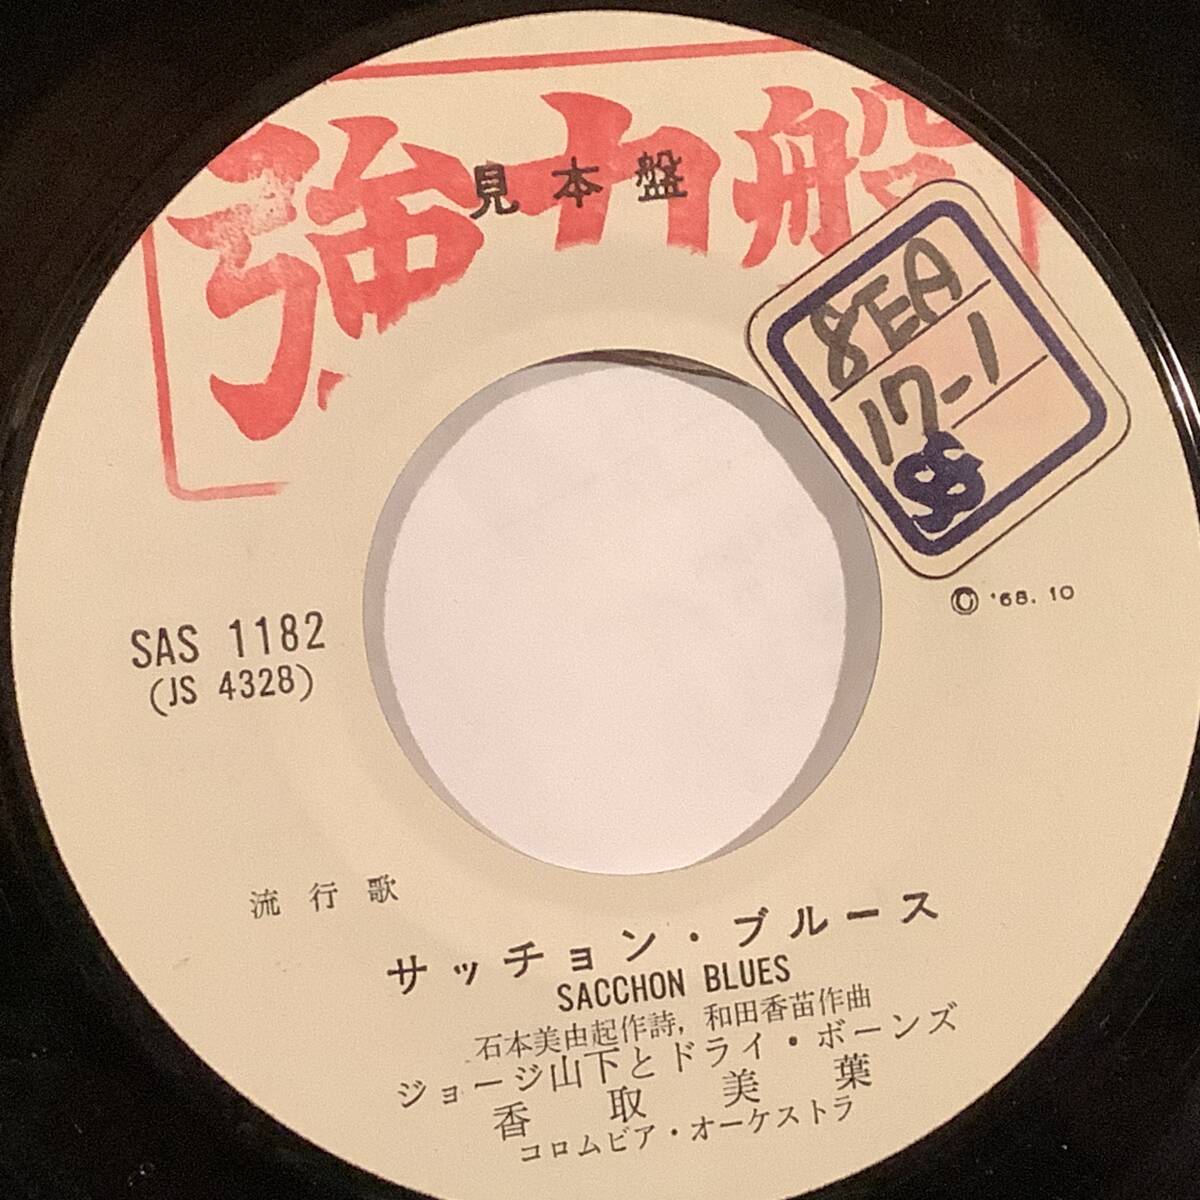 強力船
見本盤
8EA
17-1
SAS 1182
(JS 4328)
© '68. 10
流行歌
サッチョン・ブルース
SACCHON BLUES
石本美由起作詩, 和田香苗作曲
ジョージ山下とドライ・ボーンズ
香取美葉
コロムビア・オーケストラ